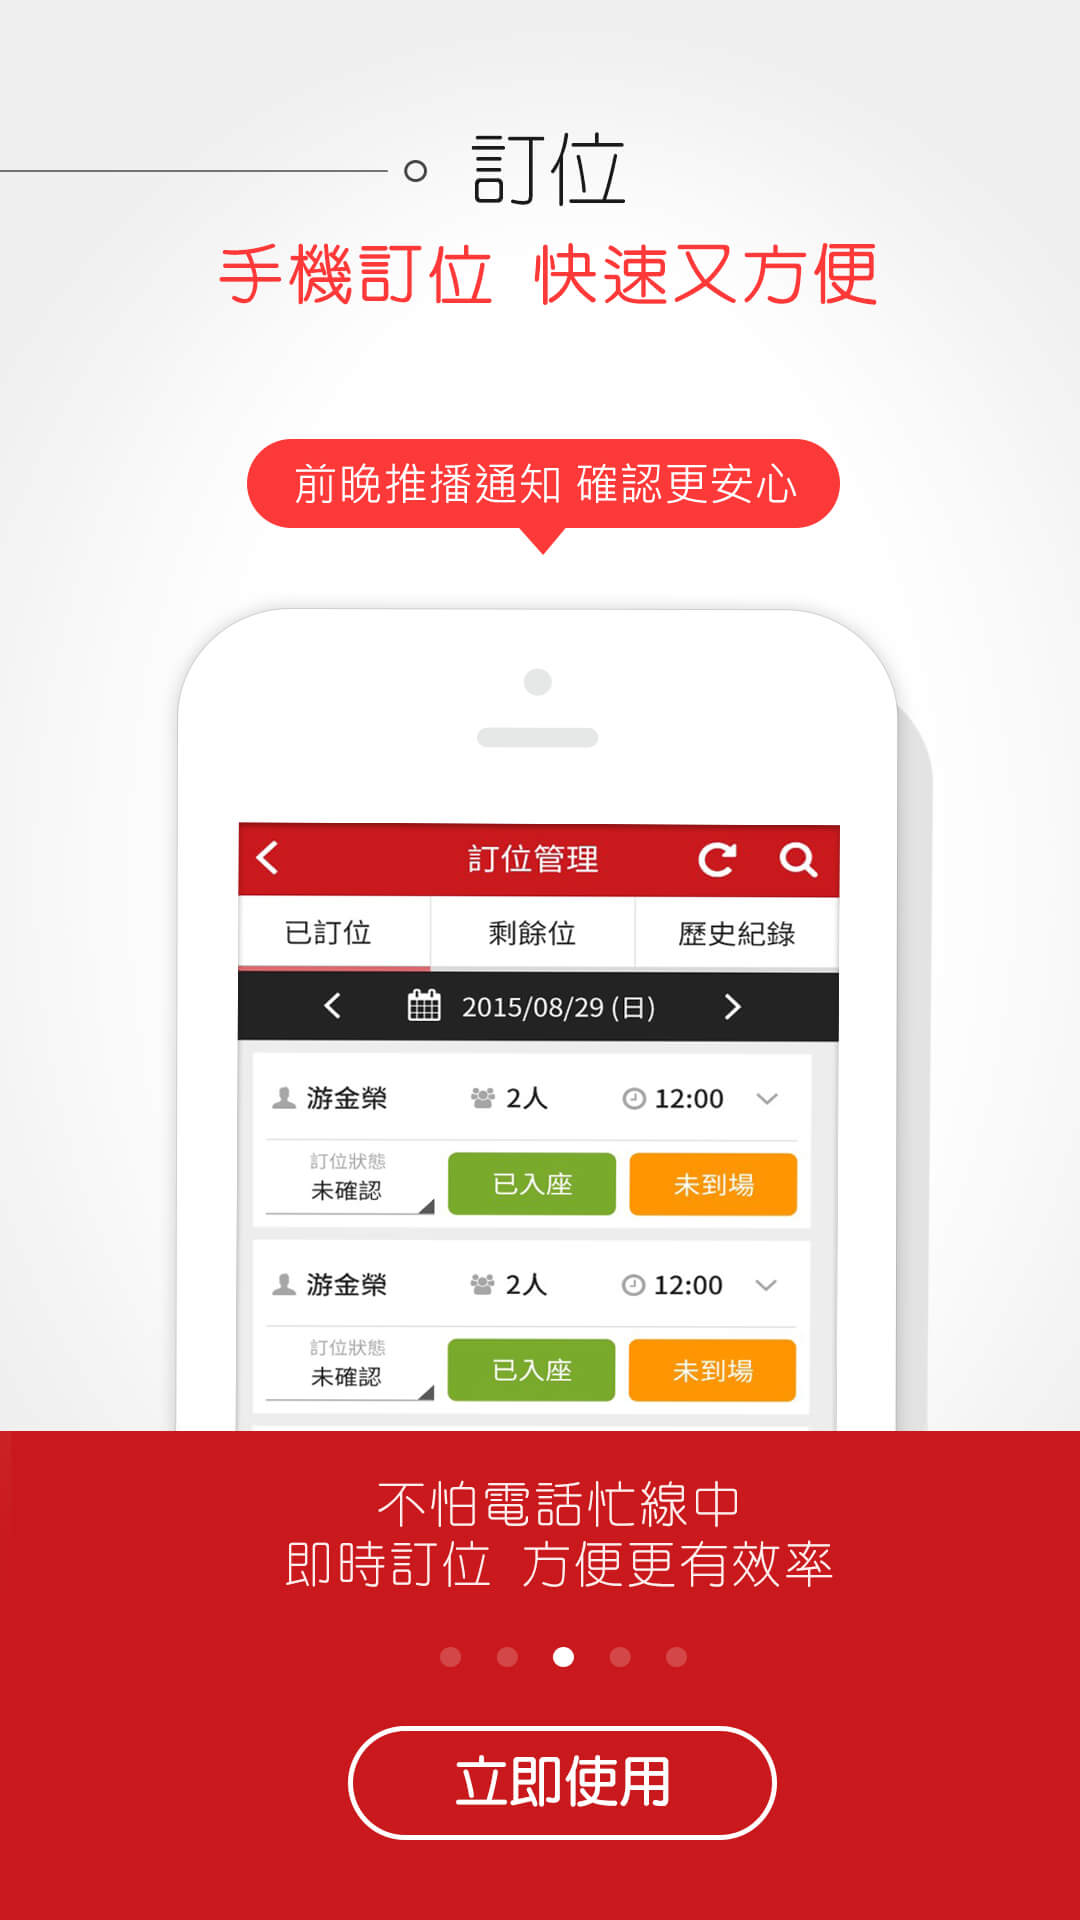 訂位
手機訂位 快速又方便
前晚推播通知 確認更安心
訂位管理
已訂位 剩餘位 歷史紀錄
2015/08/29 (日)
游金榮 2人 12:00
訂位狀態
未確認 已入座 未到場
游金榮 2人 12:00
訂位狀態
未確認 已入座 未到場
不怕電話忙線中
即時訂位 方便更有效率
立即使用